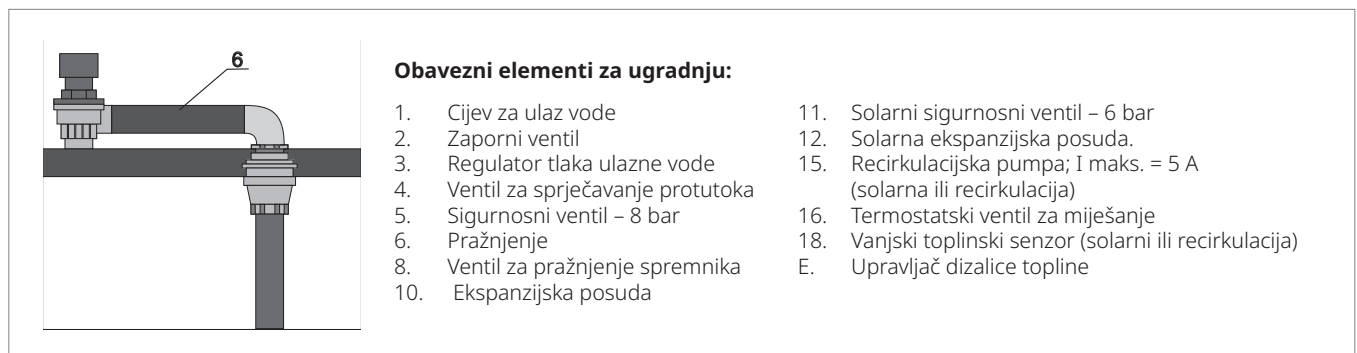 6
Obavezni elementi za ugradnju:
1. Cijev za ulaz vode
2. Zaporni ventil
3. Regulator tlaka ulazne vode
4. Ventil za sprječavanje protutoka
5. Sigurnosni ventil – 8 bar
6. Pražnjenje
8. Ventil za pražnjenje spremnika
10. Ekspanzijska posuda
11. Solarni sigurnosni ventil – 6 bar
12. Solarna ekspanzijska posuda.
15. Recirkulacijska pumpa; I maks. = 5 A
(solarna ili recirkulacija)
16. Termostatski ventil za miješanje
18. Vanjski toplinski senzor (solarni ili recirkulacija)
E. Upravljač dizalice topline